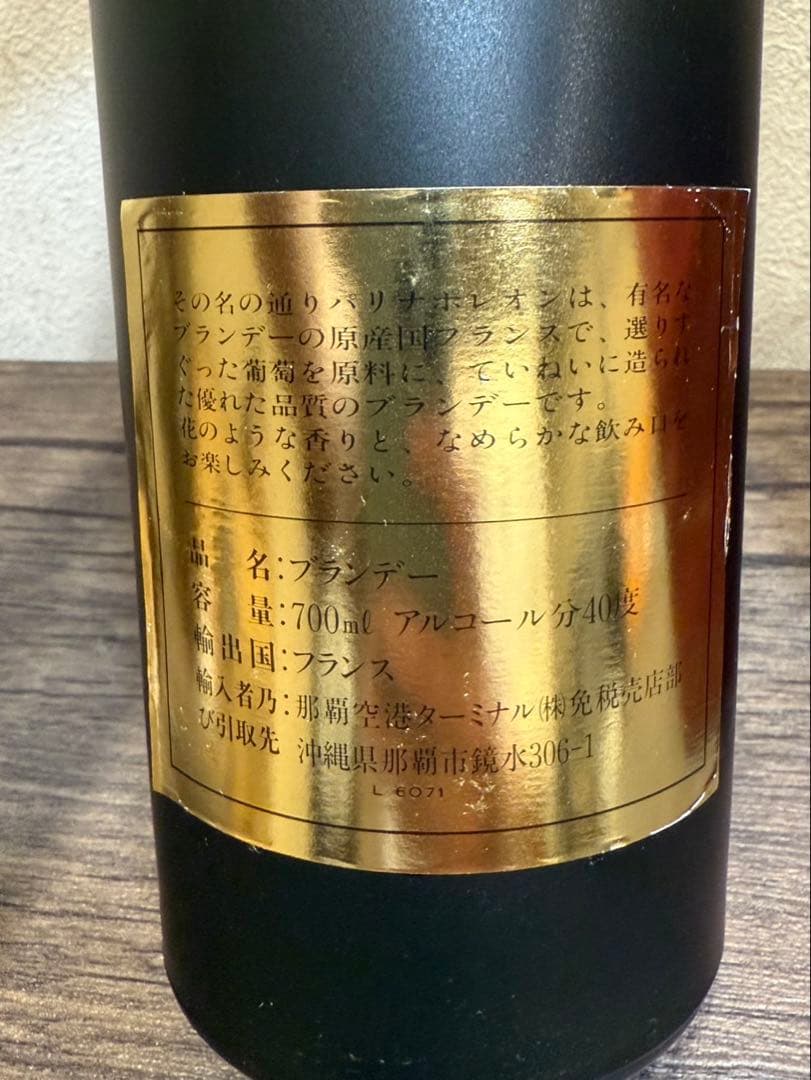 その名の通りパリナポレオンは、有名な
ブランデーの原産国フランスで、選りす
ぐった葡萄を原料に、ていねいに造られ
た優れた品質のブランデーです。
花のような香りと、なめらかな飲み口を
お楽しみください。
品名:ブランデー
容量:700ml アルコール分40度
輸出国:フランス
輸入者乃:那覇空港ターミナル(株)免税売店部
び引取先 沖縄県那覇市鏡水306-1
L 6071